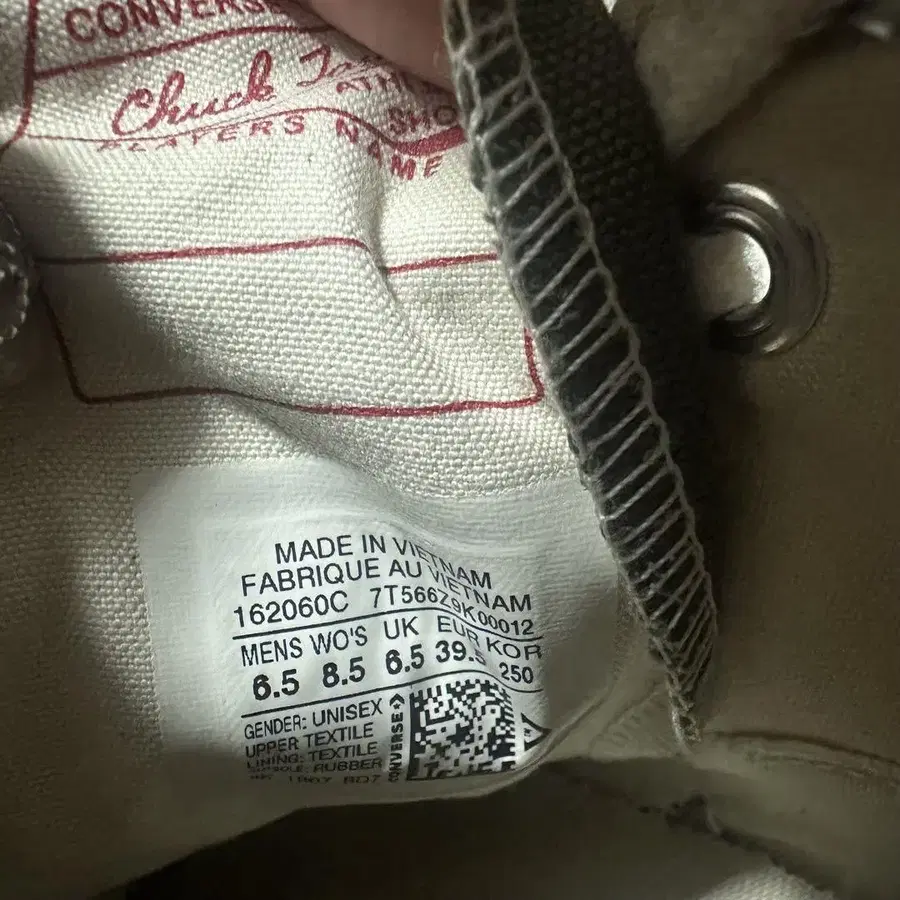 CONVERSE
Chuck
PLAYERS NAME
MADE IN VIETNAM
FABRIQUE AU VIETNAM
162060C 7T566Z9K00012
MENS WO'S UK EUR KOR
6.5 8.5 6.5 39.5 250
GENDER: UNISEX
UPPER TEXTILE
LINING: TEXTILE
RUBBER
CONVERSE